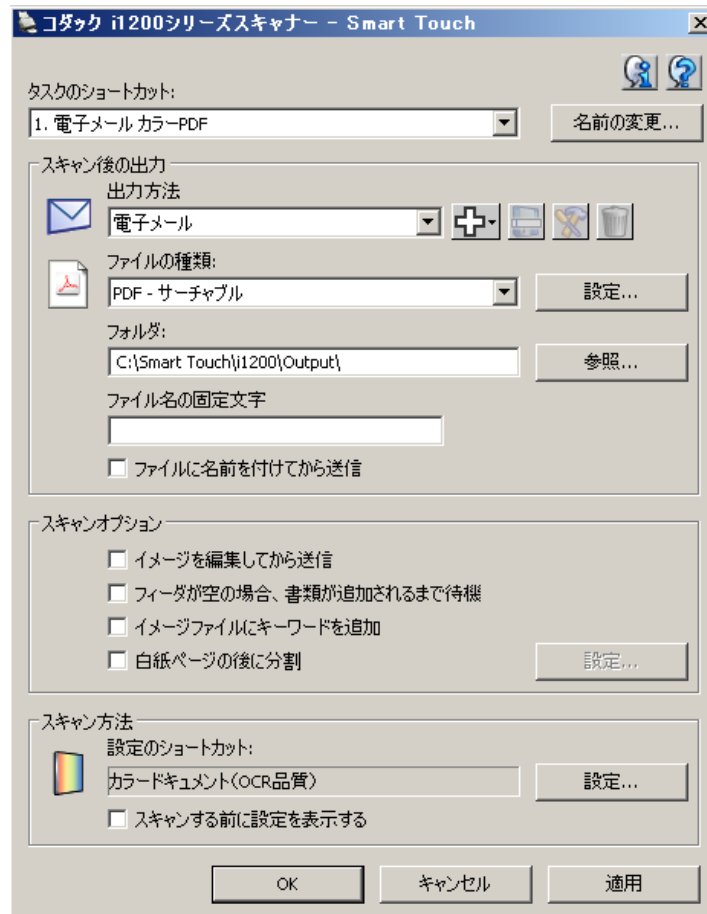 コダック i1200シリーズスキャナー - Smart Touch
タスクのショートカット:
1. 電子メール カラーPDF
名前の変更...
スキャン後の出力
出力方法
電子メール
ファイルの種類:
PDF - サーチャブル
設定...
フォルダ:
C:\Smart Touch\i1200\Output\
参照...
ファイル名の固定文字
ファイルに名前を付けてから送信
スキャンオプション
イメージを編集してから送信
フィーダが空の場合、書類が追加されるまで待機
イメージファイルにキーワードを追加
白紙ページの後に分割
設定...
スキャン方法
設定のショートカット:
カラードキュメント(OCR品質)
設定...
スキャンする前に設定を表示する
OK
キャンセル
適用